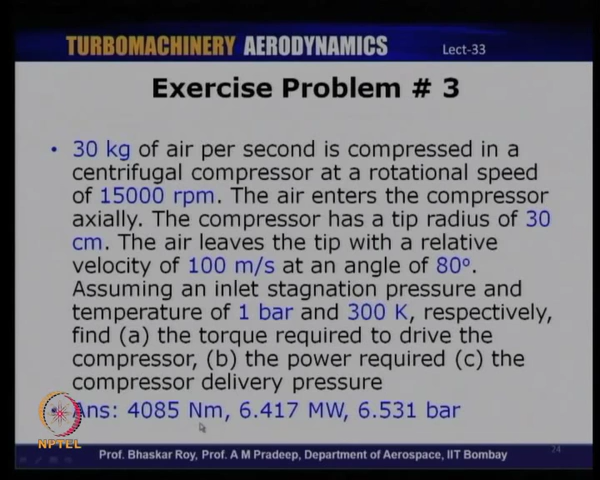 TURBOMACHINERY AERODYNAMICS Lect-33
Exercise Problem # 3
• 30 kg of air per second is compressed in a
centrifugal compressor at a rotational speed
of 15000 rpm. The air enters the compressor
axially. The compressor has a tip radius of 30
cm. The air leaves the tip with a relative
velocity of 100 m/s at an angle of 80°.
Assuming an inlet stagnation pressure and
temperature of 1 bar and 300 K, respectively,
find (a) the torque required to drive the
compressor, (b) the power required (c) the
compressor delivery pressure
Ans: 4085 Nm, 6.417 MW, 6.531 bar
NPTEL
Prof. Bhaskar Roy, Prof. A M Pradeep, Department of Aerospace, IIT Bombay
24